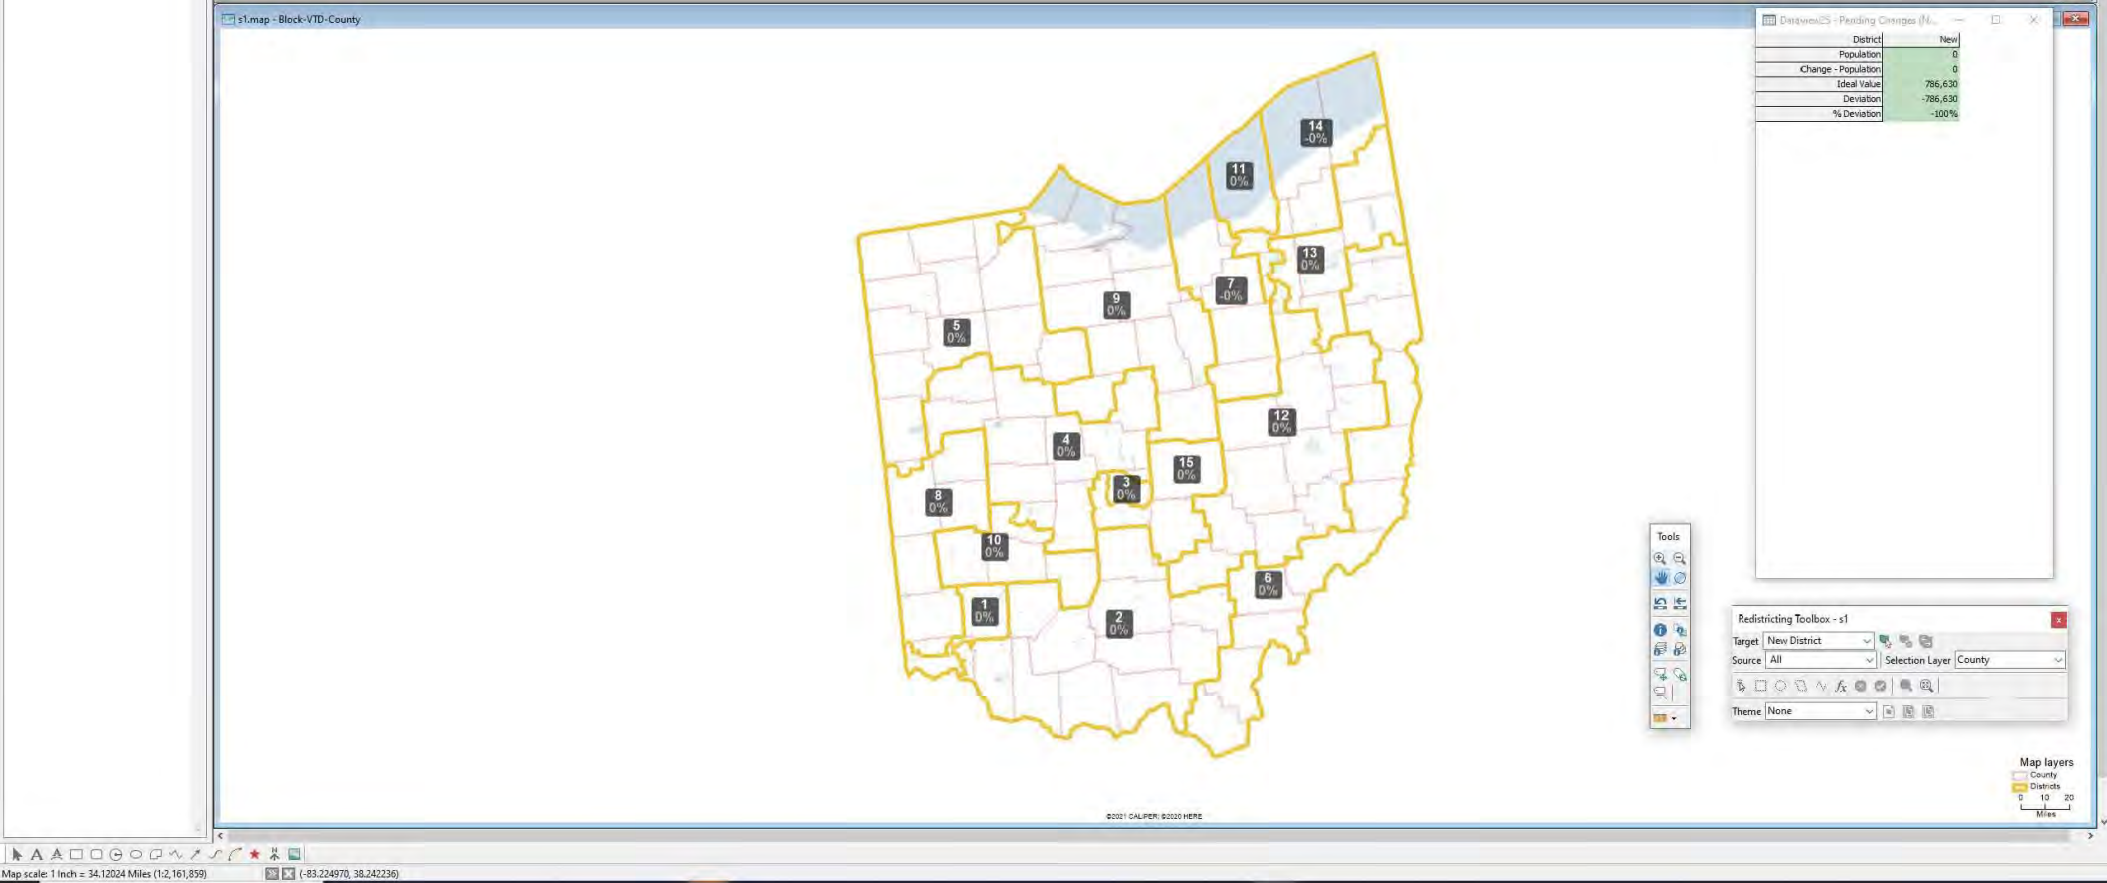 s1.map - Block-VTD-County
Dataview25 - Pending Changes (N...
District New
Population 0
Change - Population 0
Ideal Value 786,630
Deviation -786,630
% Deviation -100%
14
-0%
11
0%
13
0%
7
-0%
9
0%
5
0%
12
0%
4
0%
15
0%
3
0%
8
0%
10
0%
6
0%
1
0%
2
0%
Tools
Redistricting Toolbox - s1
Target New District
Source All Selection Layer County
Theme None
Map layers
County
Districts
0 10 20
Miles
©2021 CALIPER; ©2020 HERE
Map scale: 1 Inch = 34.12024 Miles (1:2,161,859) (-83.224970, 38.242236)